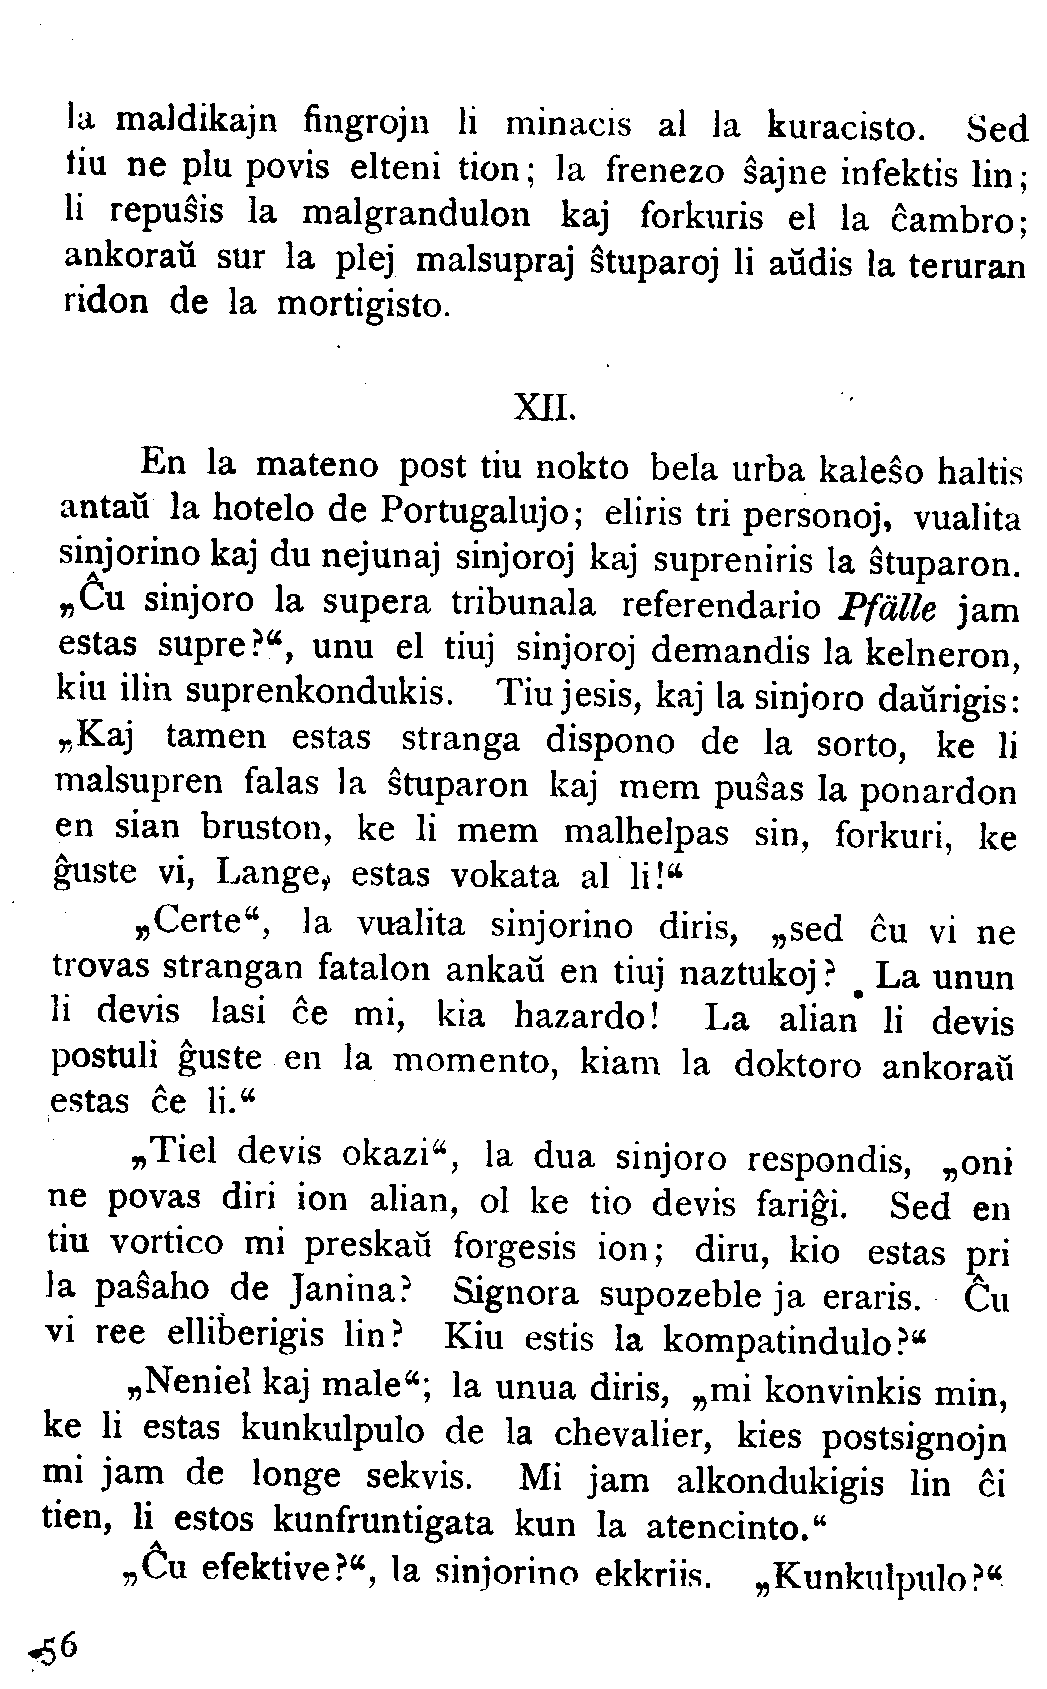 la maldikajn fingrojn li minacis al la kuracisto. Sed
tiu ne plu povis elteni tion; la frenezo ŝajne infektis lin;
li repuŝis la malgrandulon kaj forkuris el la ĉambro;
ankoraŭ sur la plej malsupraj ŝtuparoj li aŭdis la teruran
ridon de la mortigisto.
XII.
En la mateno post tiu nokto bela urba kaleŝo haltis
antaŭ la hotelo de Portugalujo; eliris tri personoj, vualita
sinjorino kaj du nejunaj sinjoroj kaj supreniris la ŝtuparon.
„Ĉu sinjoro la supera tribunala referendario Pfälle jam
estas supre?“, unu el tiuj sinjoroj demandis la kelneron,
kiu ilin suprenkondukis. Tiu jesis, kaj la sinjoro daŭrigis:
„Kaj tamen estas stranga dispono de la sorto, ke li
malsupren falas la ŝtuparon kaj mem puŝas la ponardon
en sian bruston, ke li mem malhelpas sin, forkuri, ke
ĝuste vi, Lange, estas vokata al li!“
„Certe“, la vualita sinjorino diris, „sed ĉu vi ne
trovas strangan fatalon ankaŭ en tiuj naztukoj? La unun
li devis lasi ĉe mi, kia hazardo! La alian li devis
postuli ĝuste en la momento, kiam la doktoro ankoraŭ
estas ĉe li.“
„Tiel devis okazi“, la dua sinjoro respondis, „oni
ne povas diri ion alian, ol ke tio devis fariĝi. Sed en
tiu vortico mi preskaŭ forgesis ion; diru, kio estas pri
la paŝaho de Janina? Signora supozeble ja eraris. Ĉu
vi ree elliberigis lin? Kiu estis la kompatindulo?“
„Neniel kaj male“; la unua diris, „mi konvinkis min,
ke li estas kunkulpulo de la chevalier, kies postsignojn
mi jam de longe sekvis. Mi jam alkondukigis lin ĉi
tien, li estos kunfruntigata kun la atencinto.“
„Ĉu efektive?“, la sinjorino ekkriis. „Kunkulpulo?“
56